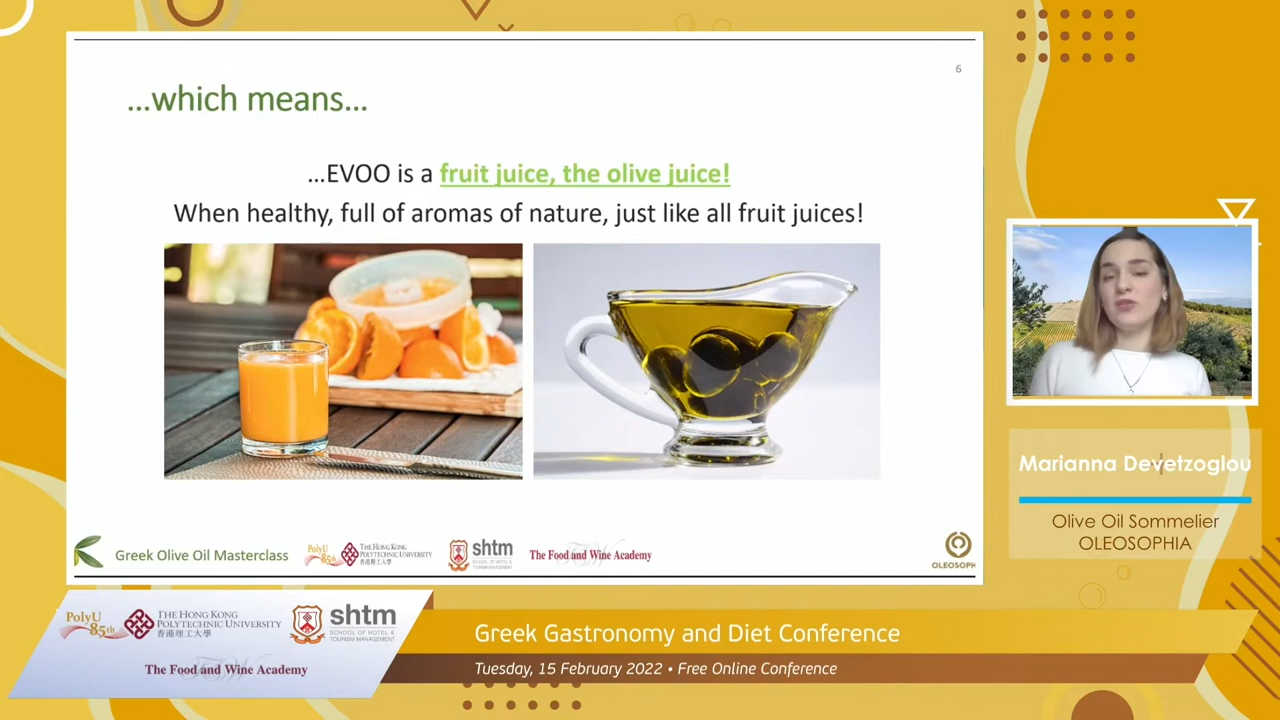 6
...which means...
...EVOO is a fruit juice, the olive juice!
When healthy, full of aromas of nature, just like all fruit juices!
Greek Olive Oil Masterclass
PolyU
85th
THE HONG KONG
POLYTECHNIC UNIVERSITY
香港理工大學
shtm
SCHOOL OF HOTEL &
TOURISM MANAGEMENT
The Food and Wine Academy
OLEOSOPH
Marianna Devetzoglou
Olive Oil Sommelier
OLEOSOPHIA
PolyU
85th
THE HONG KONG
POLYTECHNIC UNIVERSITY
香港理工大學
shtm
SCHOOL OF HOTEL &
TOURISM MANAGEMENT
The Food and Wine Academy
Greek Gastronomy and Diet Conference
Tuesday, 15 February 2022 • Free Online Conference